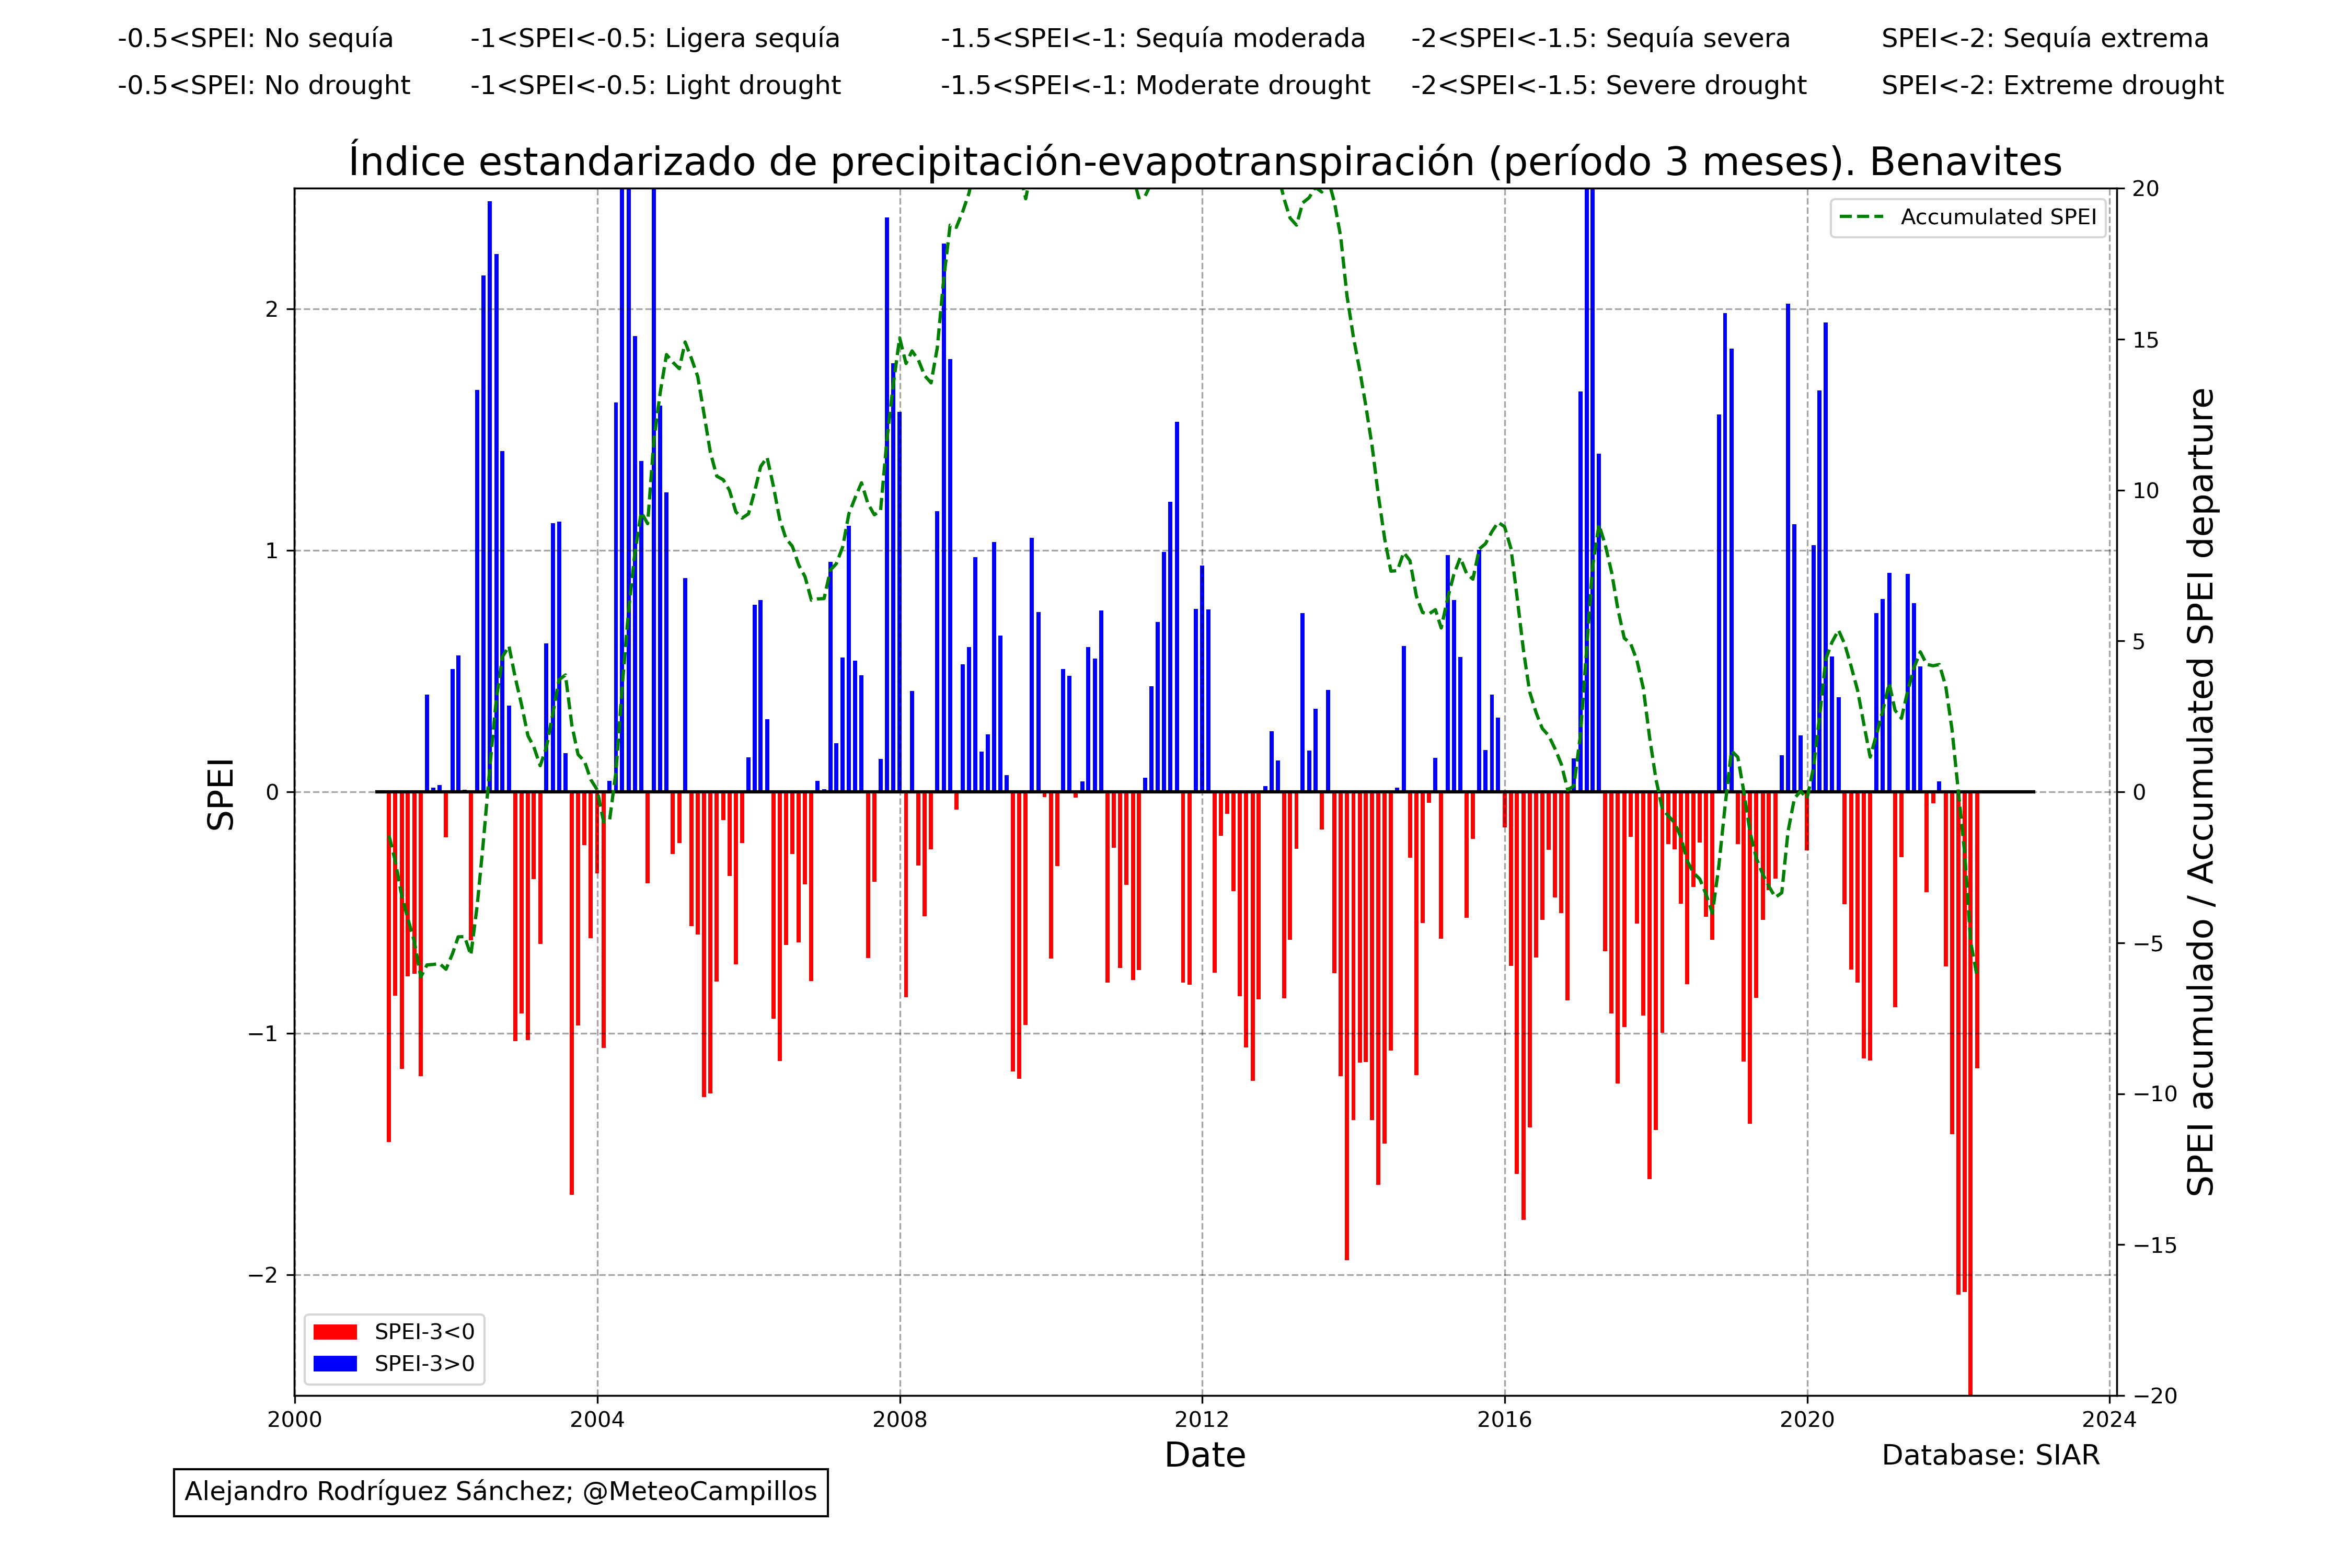 -0.5<SPEI: No sequía
-1<SPEI<-0.5: Ligera sequía
-1.5<SPEI<-1: Sequía moderada
-2<SPEI<-1.5: Sequía severa
SPEI<-2: Sequía extrema
-0.5<SPEI: No drought
-1<SPEI<-0.5: Light drought
-1.5<SPEI<-1: Moderate drought
-2<SPEI<-1.5: Severe drought
SPEI<-2: Extreme drought
Índice estandarizado de precipitación-evapotranspiración (período 3 meses). Benavites
SPEI
2
1
0
−1
−2
Accumulated SPEI
20
15
10
5
0
−5
−10
−15
−20
SPEI acumulado / Accumulated SPEI departure
SPEI-3<0
SPEI-3>0
2000
2004
2008
2012
2016
2020
2024
Date
Database: SIAR
Alejandro Rodríguez Sánchez; @MeteoCampillos